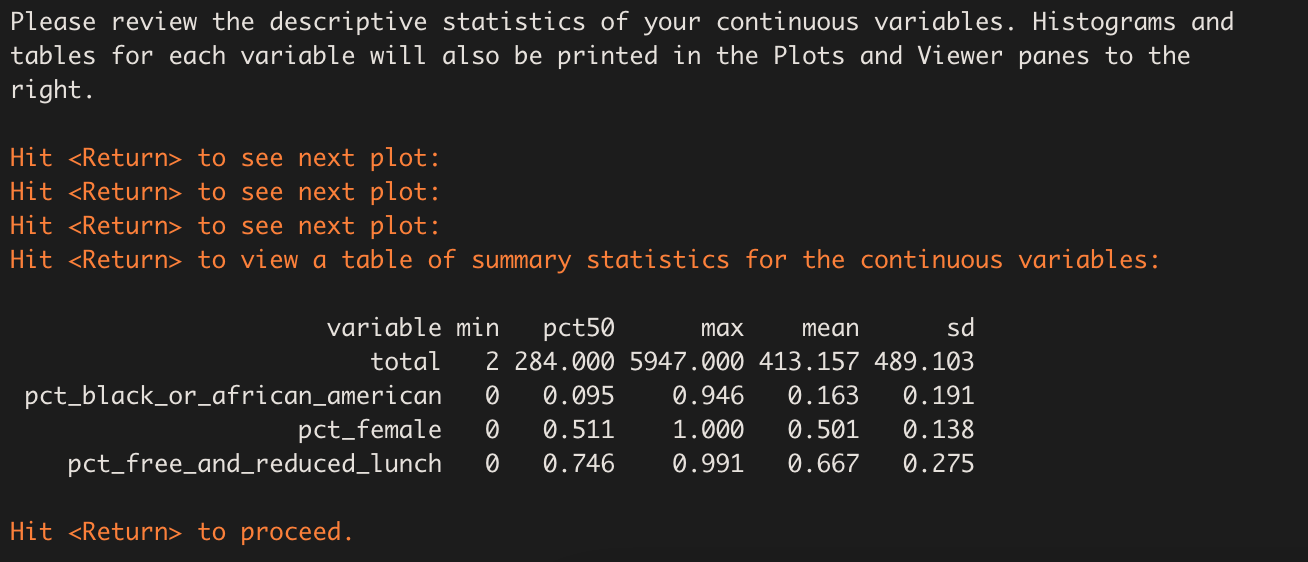 Please review the descriptive statistics of your continuous variables. Histograms and
tables for each variable will also be printed in the Plots and Viewer panes to the
right.
Hit <Return> to see next plot:
Hit <Return> to see next plot:
Hit <Return> to see next plot:
Hit <Return> to view a table of summary statistics for the continuous variables:
variable min pct50 max mean sd
total 2 284.000 5947.000 413.157 489.103
pct_black_or_african_american 0 0.095 0.946 0.163 0.191
pct_female 0 0.511 1.000 0.501 0.138
pct_free_and_reduced_lunch 0 0.746 0.991 0.667 0.275
Hit <Return> to proceed.